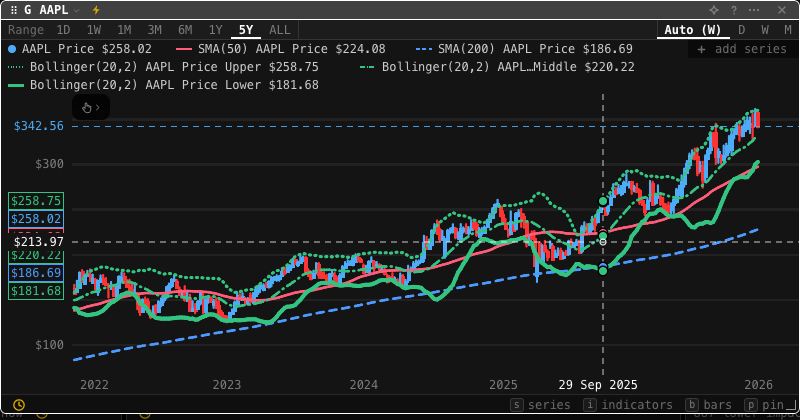 G AAPL ? ...
Range 1D 1W 1M 3M 6M 1Y 5Y ALL Auto (W) D W M
AAPL Price $258.02 SMA(50) AAPL Price $224.08 SMA(200) AAPL Price $186.69 + add series
Bollinger(20,2) AAPL Price Upper $258.75 Bollinger(20,2) AAPL…Middle $220.22
Bollinger(20,2) AAPL Price Lower $181.68
$342.56
$300
$258.75
$258.02
$213.97
$220.22
$186.69
$181.68
$100
2022 2023 2024 2025 29 Sep 2025 2026
s series i indicators b bars p pin